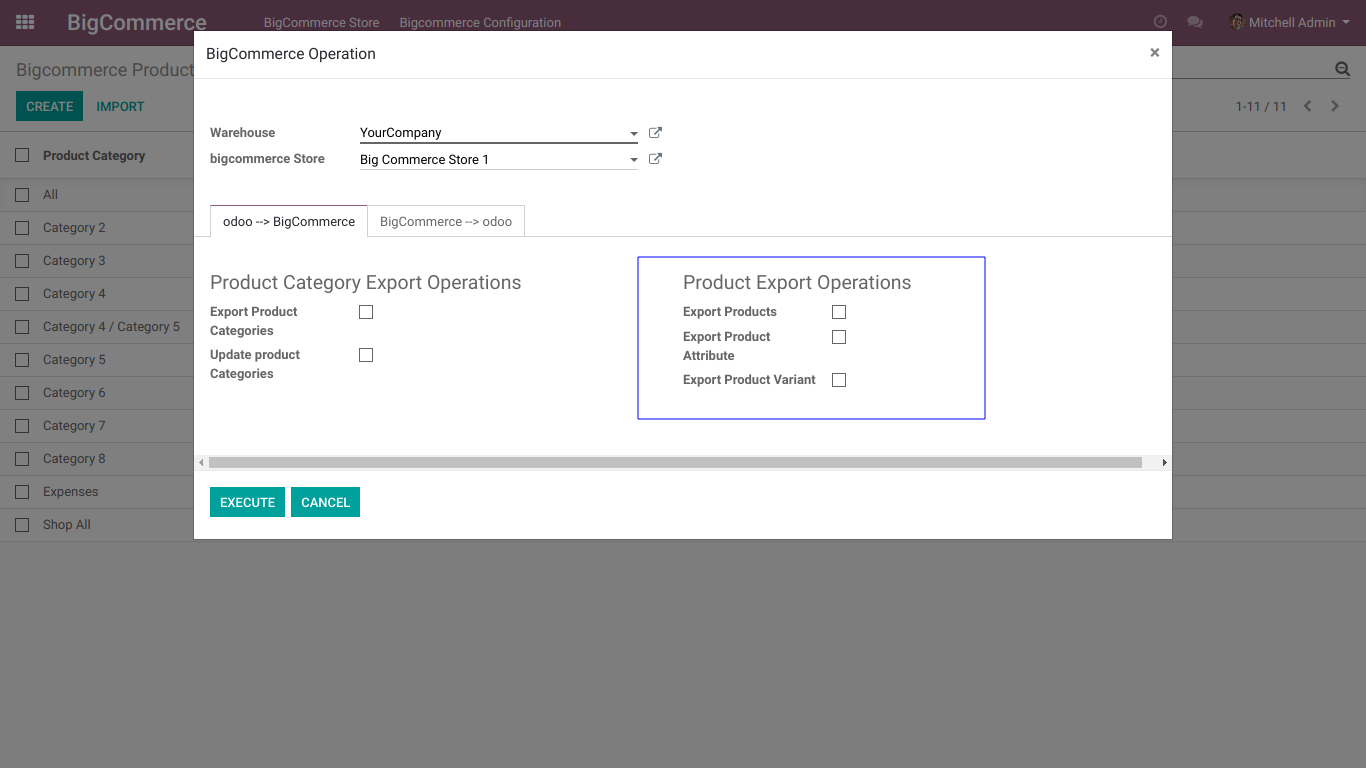 BigCommerce BigCommerce Store Bigcommerce Configuration Mitchell Admin
BigCommerce Operation ×
Bigcommerce Product
CREATE IMPORT 1-11 / 11
Warehouse YourCompany
bigcommerce Store Big Commerce Store 1
Product Category
All
Category 2
Category 3
Category 4
Category 4 / Category 5
Category 5
Category 6
Category 7
Category 8
Expenses
Shop All
odoo --> BigCommerce BigCommerce --> odoo
Product Category Export Operations
Export Product
Categories
Update product
Categories
Product Export Operations
Export Products
Export Product
Attribute
Export Product Variant
EXECUTE CANCEL